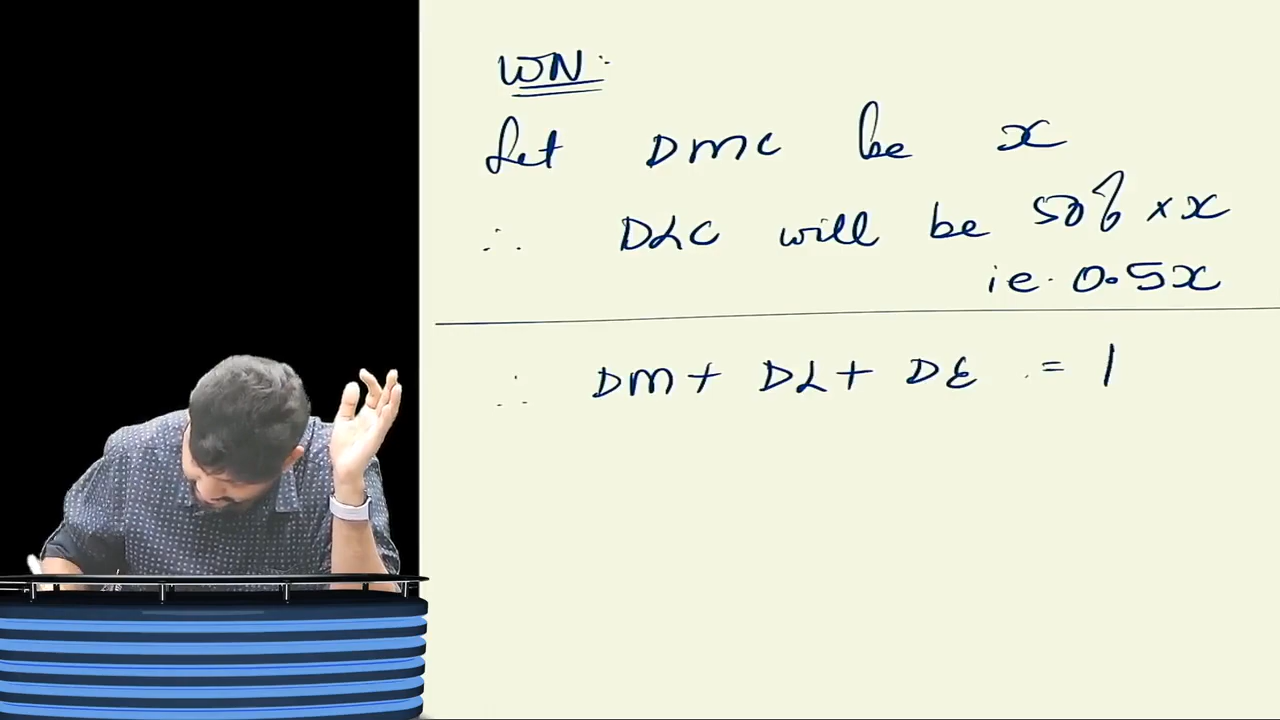 WN:
Let DMC be x
∴ DLC will be 50% × x
ie. 0.5x
∴ DM + DL + DE = 1